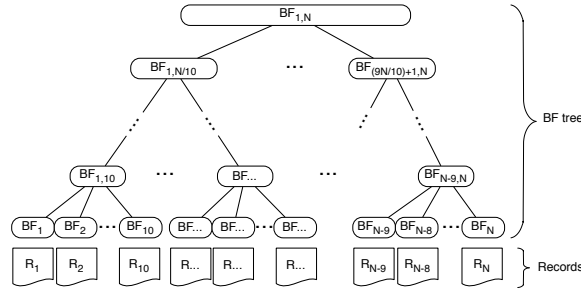 BF1,N
BF1,N/10 ... BF(9N/10)+1,N
BF tree
BF1,10 ... BF... ... BFN-9,N
BF1 BF2 ... BF10 BF... BF... ... BF... BFN-9 BFN-8 ... BFN
R1 R2 R10 R... R... R... RN-9 RN-8 RN
Records